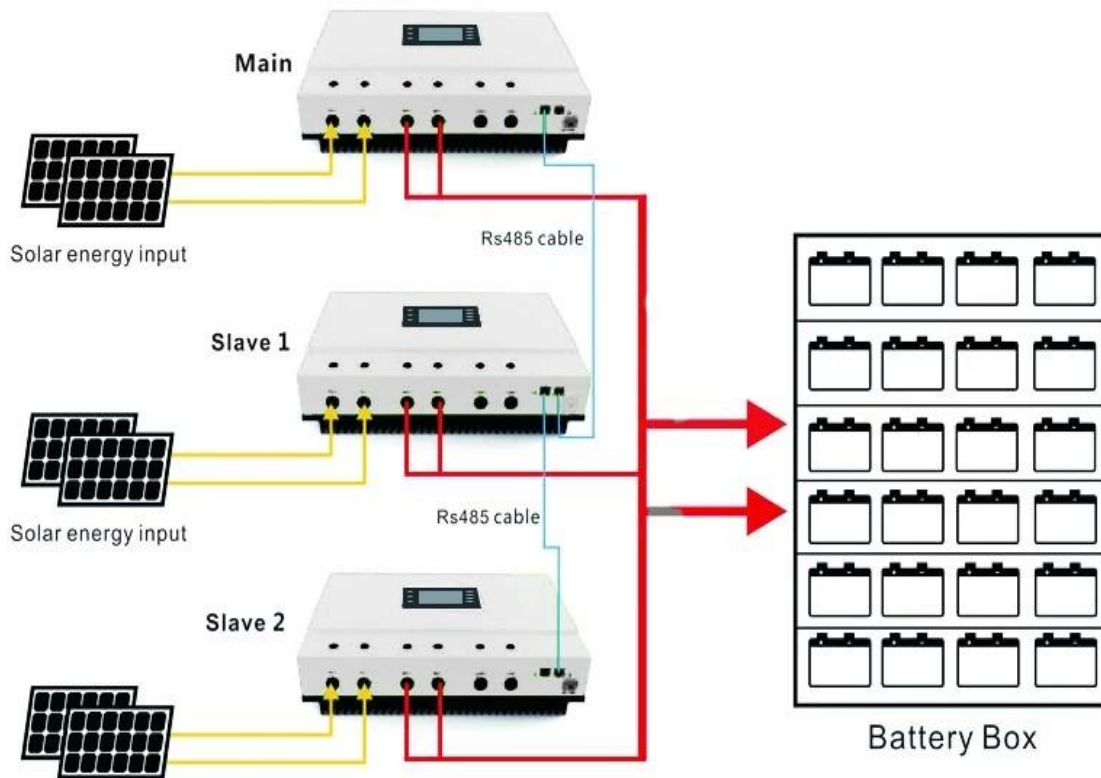 Main
Solar energy input
Rs485 cable
Slave 1
Solar energy input
Rs485 cable
Slave 2
Battery Box